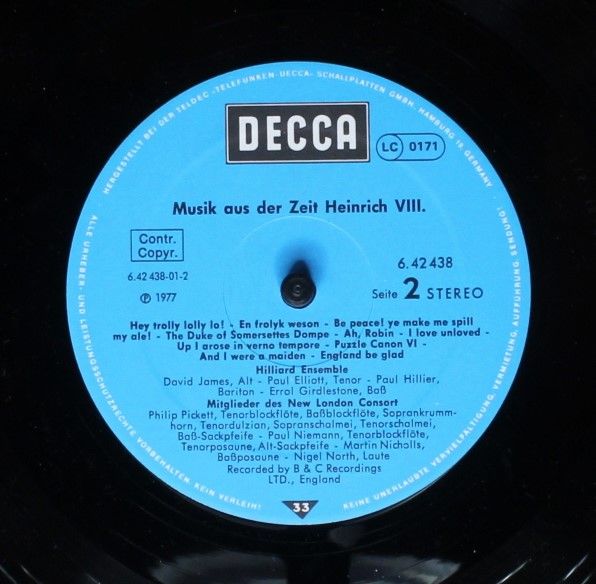 HERGESTELLT BEI DER TELDEC »TELEFUNKEN-DECCA« SCHALLPLATTEN GMBH, HAMBURG 19 GERMANY
DECCA
LC 0171
Musik aus der Zeit Heinrich VIII.
Contr.
Copyr.
6.42 438-01-2
℗ 1977
6.42 438
Seite 2 STEREO
Hey trolly lolly lo! - En frolyk weson - Be peace! ye make me spill
my ale! - The Duke of Somersettes Dompe - Ah, Robin - I love unloved -
Up I arose in verno tempore - Puzzle Canon VI -
And I were a maiden - England be glad
Hilliard Ensemble
David James, Alt - Paul Elliott, Tenor - Paul Hillier,
Bariton - Errol Girdlestone, Baß
Mitglieder des New London Consort
Philip Pickett, Tenorblockflöte, Baßblockflöte, Soprankrumm-
horn, Tenordulzian, Sopranschalmei, Tenorschalmei,
Baß-Sackpfeife - Paul Niemann, Tenorblockflöte,
Tenorposaune, Alt-Sackpfeife - Martin Nicholls,
Baßposaune - Nigel North, Laute
Recorded by B & C Recordings
LTD., England
33
ALLE URHEBER- UND LEISTUNGSSCHUTZRECHTE VORBEHALTEN. KEIN VERLEIH!
KEINE UNERLAUBTE VERVIELFÄLTIGUNG, VERMIETUNG, AUFFÜHRUNG, SENDUNG!